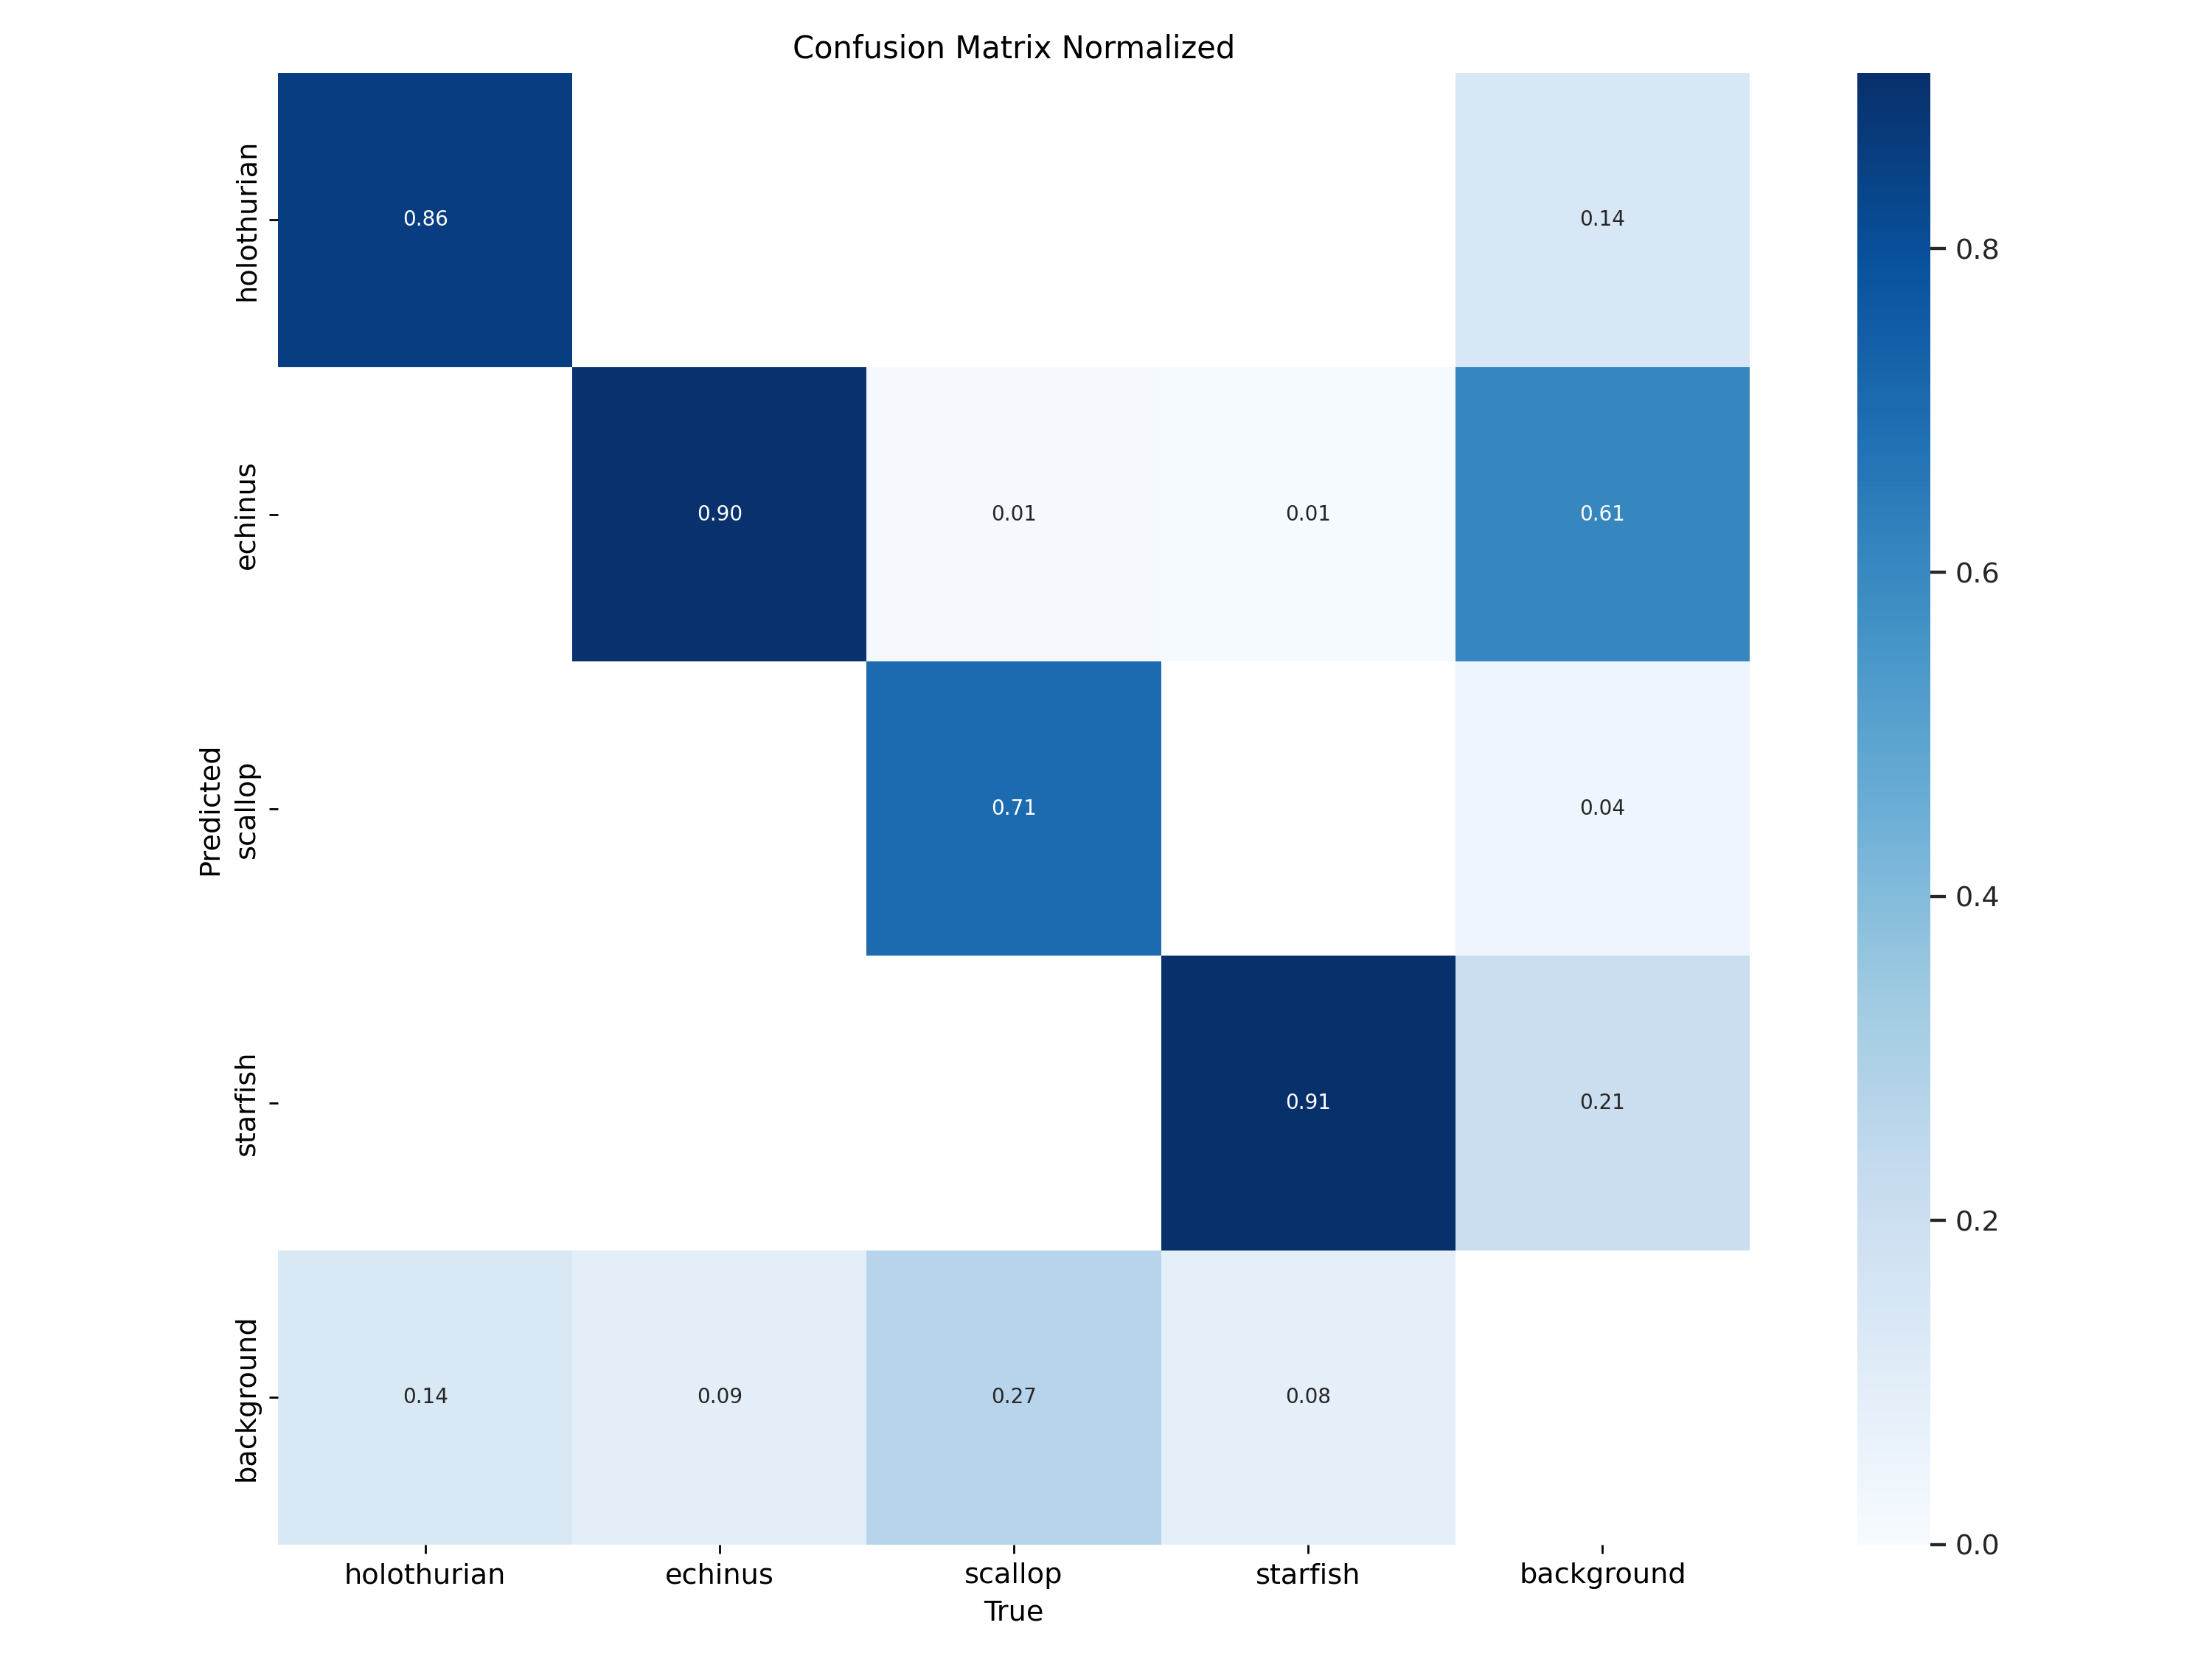 Confusion Matrix Normalized
holothurian
0.86
0.14
0.8
echinus
0.90
0.01
0.01
0.61
0.6
Predicted
scallop
0.71
0.04
0.4
starfish
0.91
0.21
0.2
background
0.14
0.09
0.27
0.08
0.0
holothurian echinus scallop starfish background
True